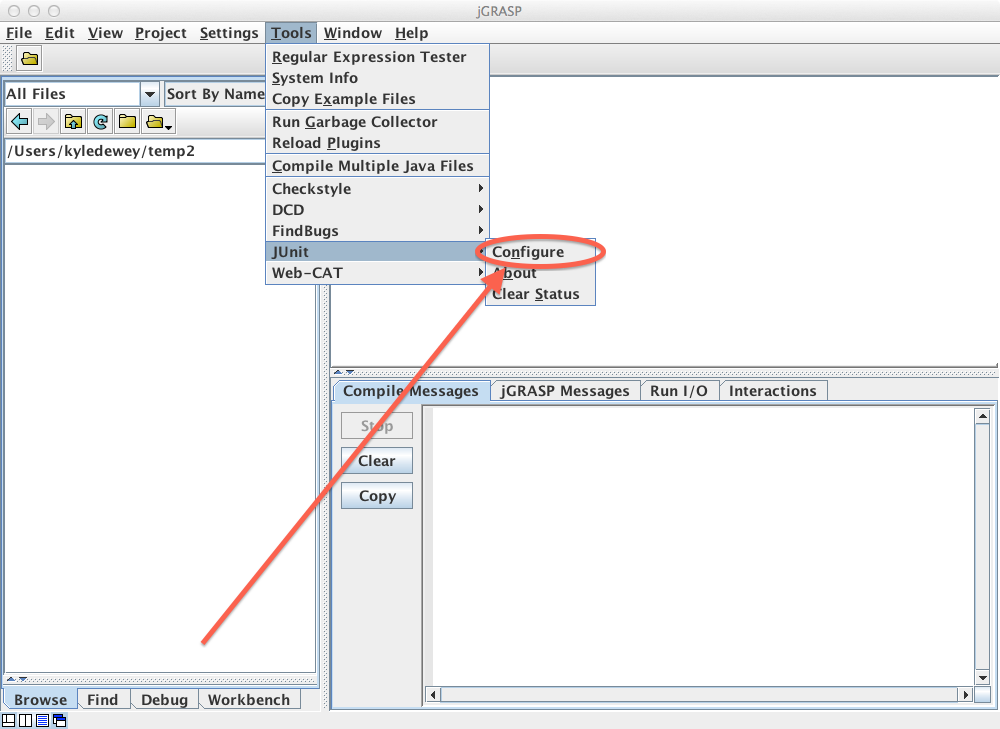 jGRASP
File Edit View Project Settings Tools Window Help
Regular Expression Tester
System Info
Copy Example Files
All Files
Sort By Name
Run Garbage Collector
Reload Plugins
/Users/kyledewey/temp2
Compile Multiple Java Files
Checkstyle
DCD
FindBugs
JUnit
Web-CAT
Configure
About
Clear Status
Compile Messages jGRASP Messages Run I/O Interactions
Stop
Clear
Copy
Browse Find Debug Workbench